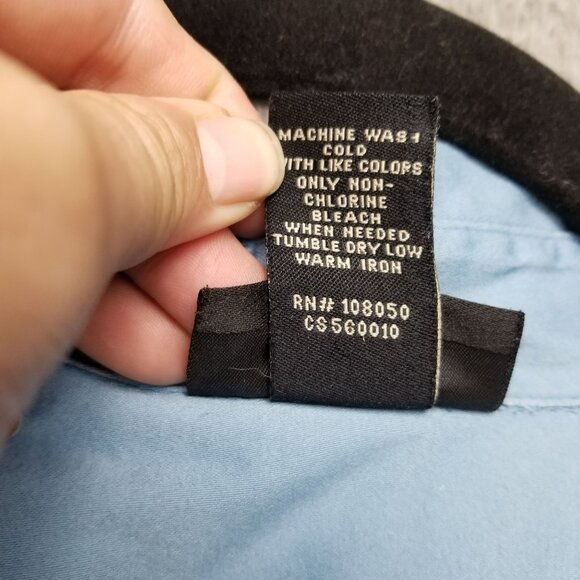 MACHINE WASH
COLD
WITH LIKE COLORS
ONLY NON-
CHLORINE
BLEACH
WHEN NEEDED
TUMBLE DRY LOW
WARM IRON
RN# 108050
CS560010